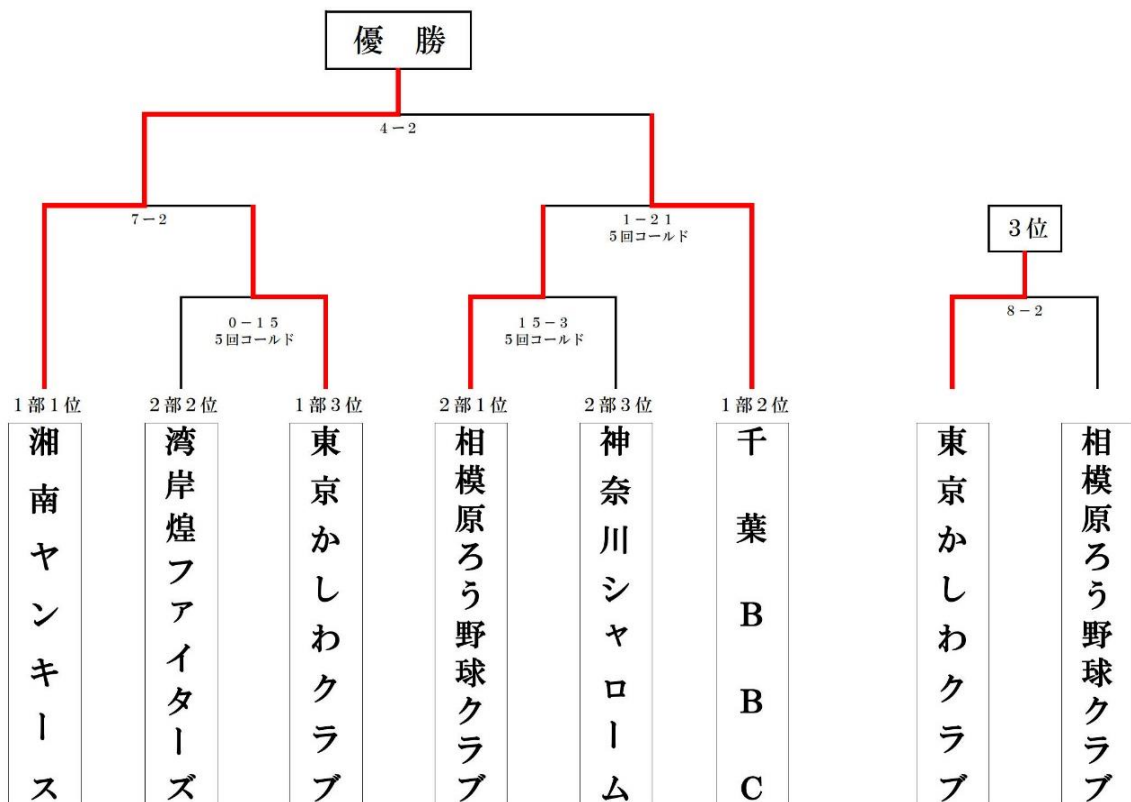 優 勝
4－2
7－2
1－21
5回コールド
3位
0－15
5回コールド
15－3
5回コールド
8－2
1部1位
2部2位
1部3位
2部1位
2部3位
1部2位
湘南ヤンキース
湾岸煌ファイターズ
東京かしわクラブ
相模原ろう野球クラブ
神奈川シャローム
千葉BBC
東京かしわクラブ
相模原ろう野球クラブ